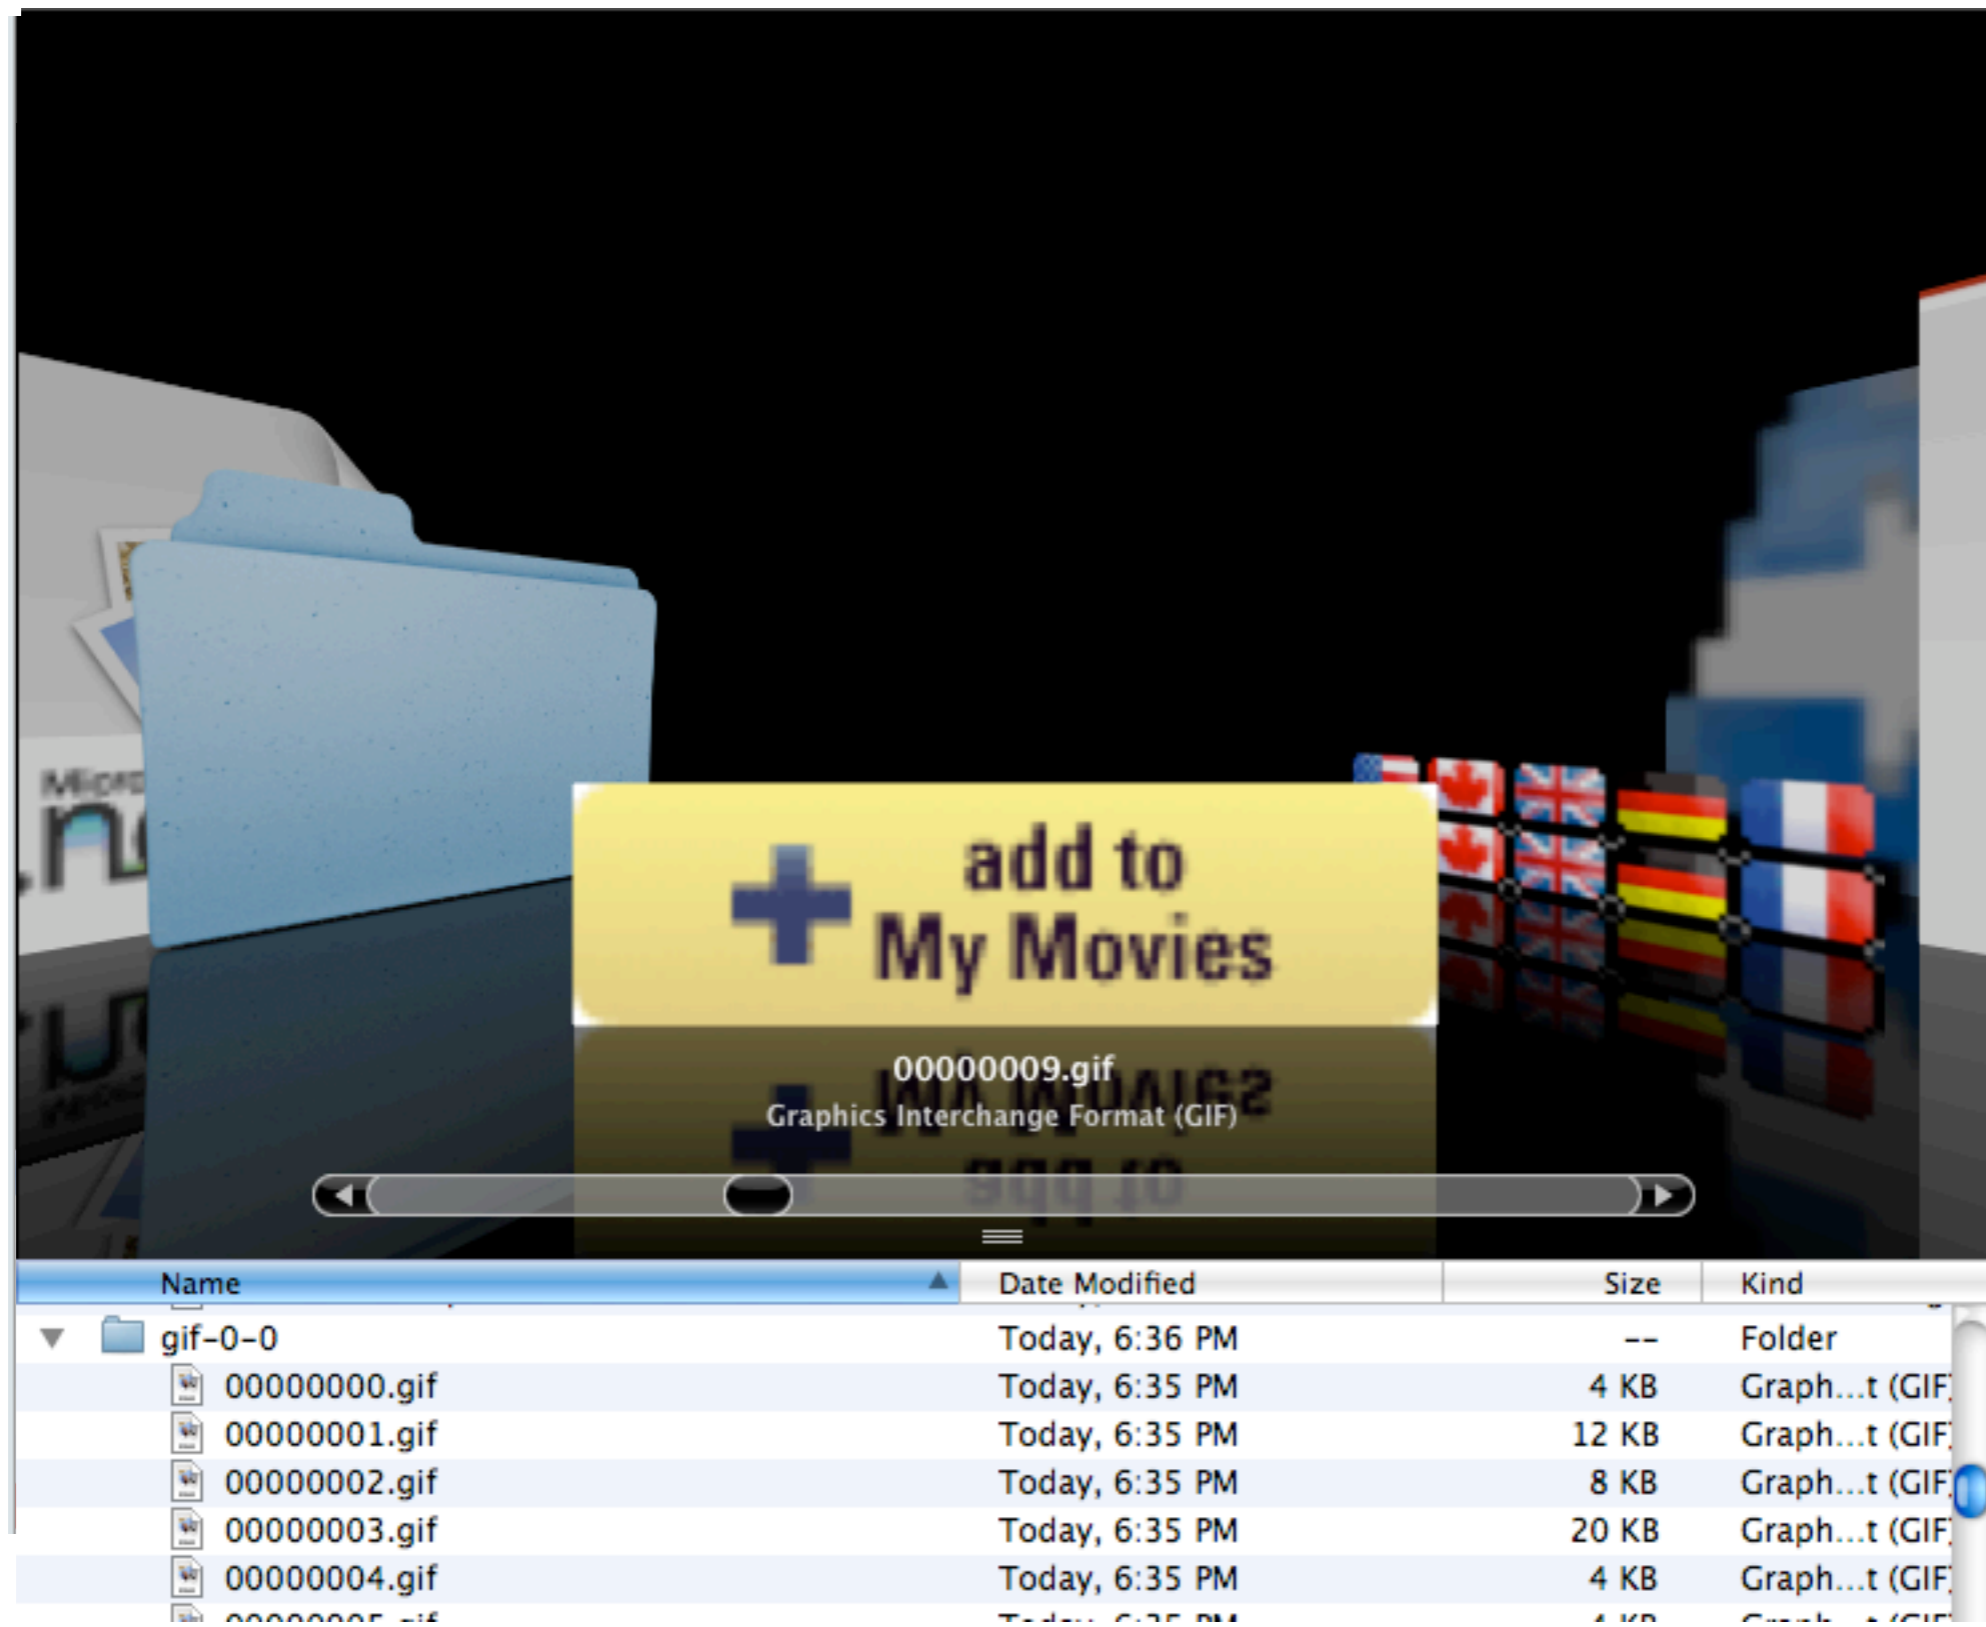 add to
My Movies
00000009.gif
Graphics Interchange Format (GIF)
Name Date Modified Size Kind
gif-0-0 Today, 6:36 PM -- Folder
00000000.gif Today, 6:35 PM 4 KB Graph...t (GIF)
00000001.gif Today, 6:35 PM 12 KB Graph...t (GIF)
00000002.gif Today, 6:35 PM 8 KB Graph...t (GIF)
00000003.gif Today, 6:35 PM 20 KB Graph...t (GIF)
00000004.gif Today, 6:35 PM 4 KB Graph...t (GIF)